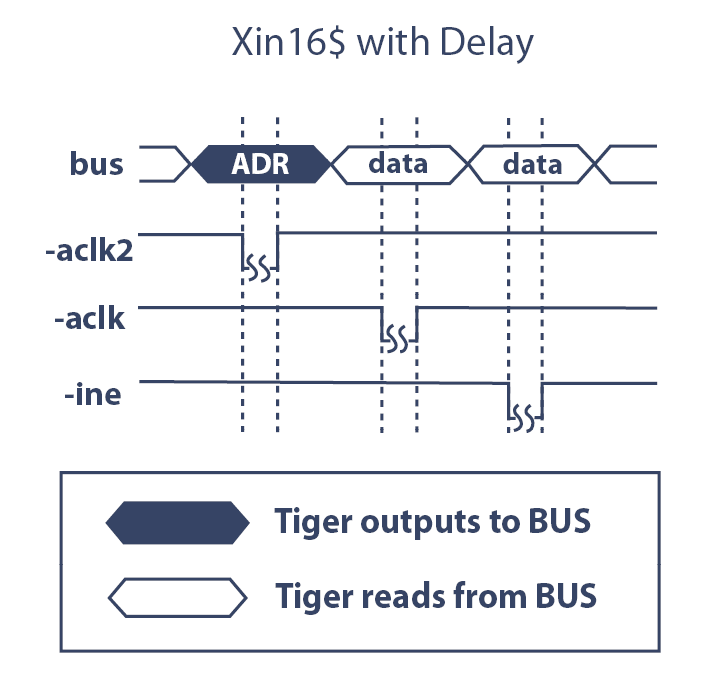 Xin16$ with Delay
bus
ADR
data
data
-aclk2
-aclk
-ine
Tiger outputs to BUS
Tiger reads from BUS